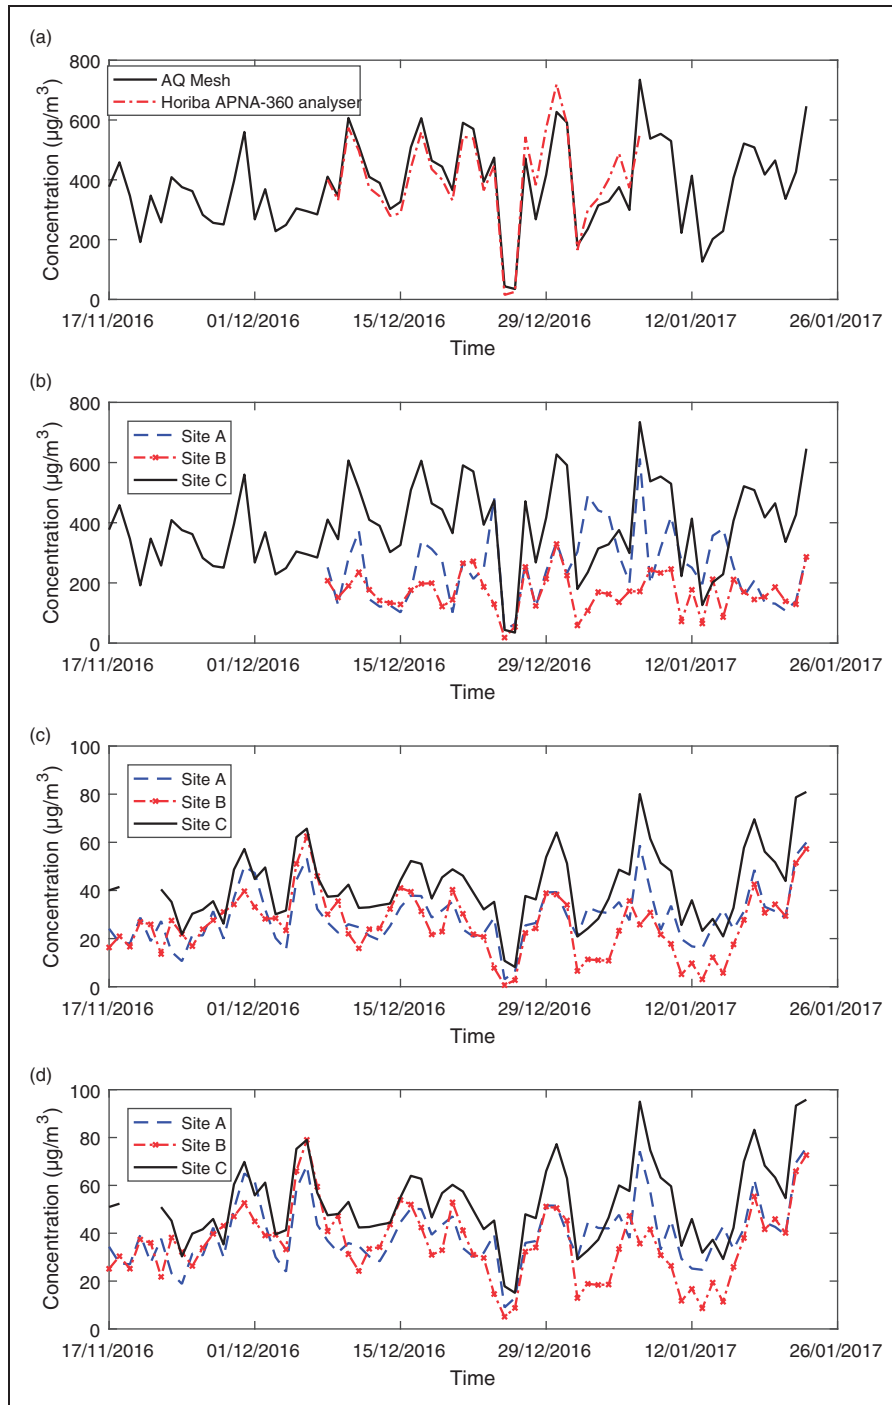 (a)
800
600
400
200
0
Concentration (µg/m³)
AQ Mesh
Horiba APNA-360 analyser
17/11/2016 01/12/2016 15/12/2016 29/12/2016 12/01/2017 26/01/2017
Time
(b)
800
600
400
200
0
Concentration (µg/m³)
Site A
Site B
Site C
17/11/2016 01/12/2016 15/12/2016 29/12/2016 12/01/2017 26/01/2017
Time
(c)
100
80
60
40
20
0
Concentration (µg/m³)
Site A
Site B
Site C
17/11/2016 01/12/2016 15/12/2016 29/12/2016 12/01/2017 26/01/2017
Time
(d)
100
80
60
40
20
0
Concentration (µg/m³)
Site A
Site B
Site C
17/11/2016 01/12/2016 15/12/2016 29/12/2016 12/01/2017 26/01/2017
Time